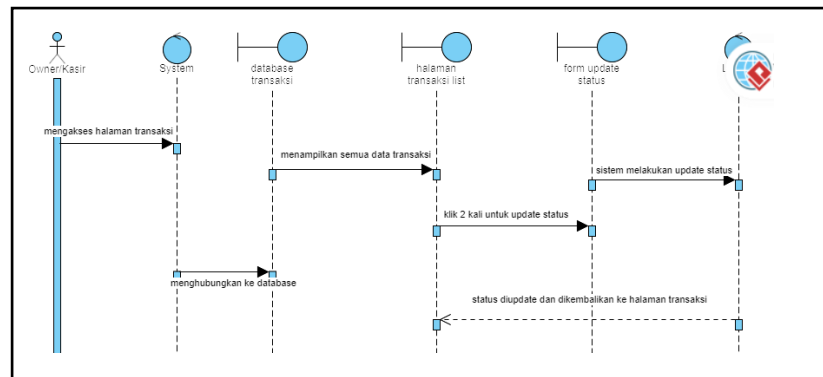 Owner/Kasir
System
database
transaksi
halaman
transaksi list
form update
status
mengakses halaman transaksi
menampilkan semua data transaksi
sistem melakukan update status
klik 2 kali untuk update status
menghubungkan ke database
status diupdate dan dikembalikan ke halaman transaksi